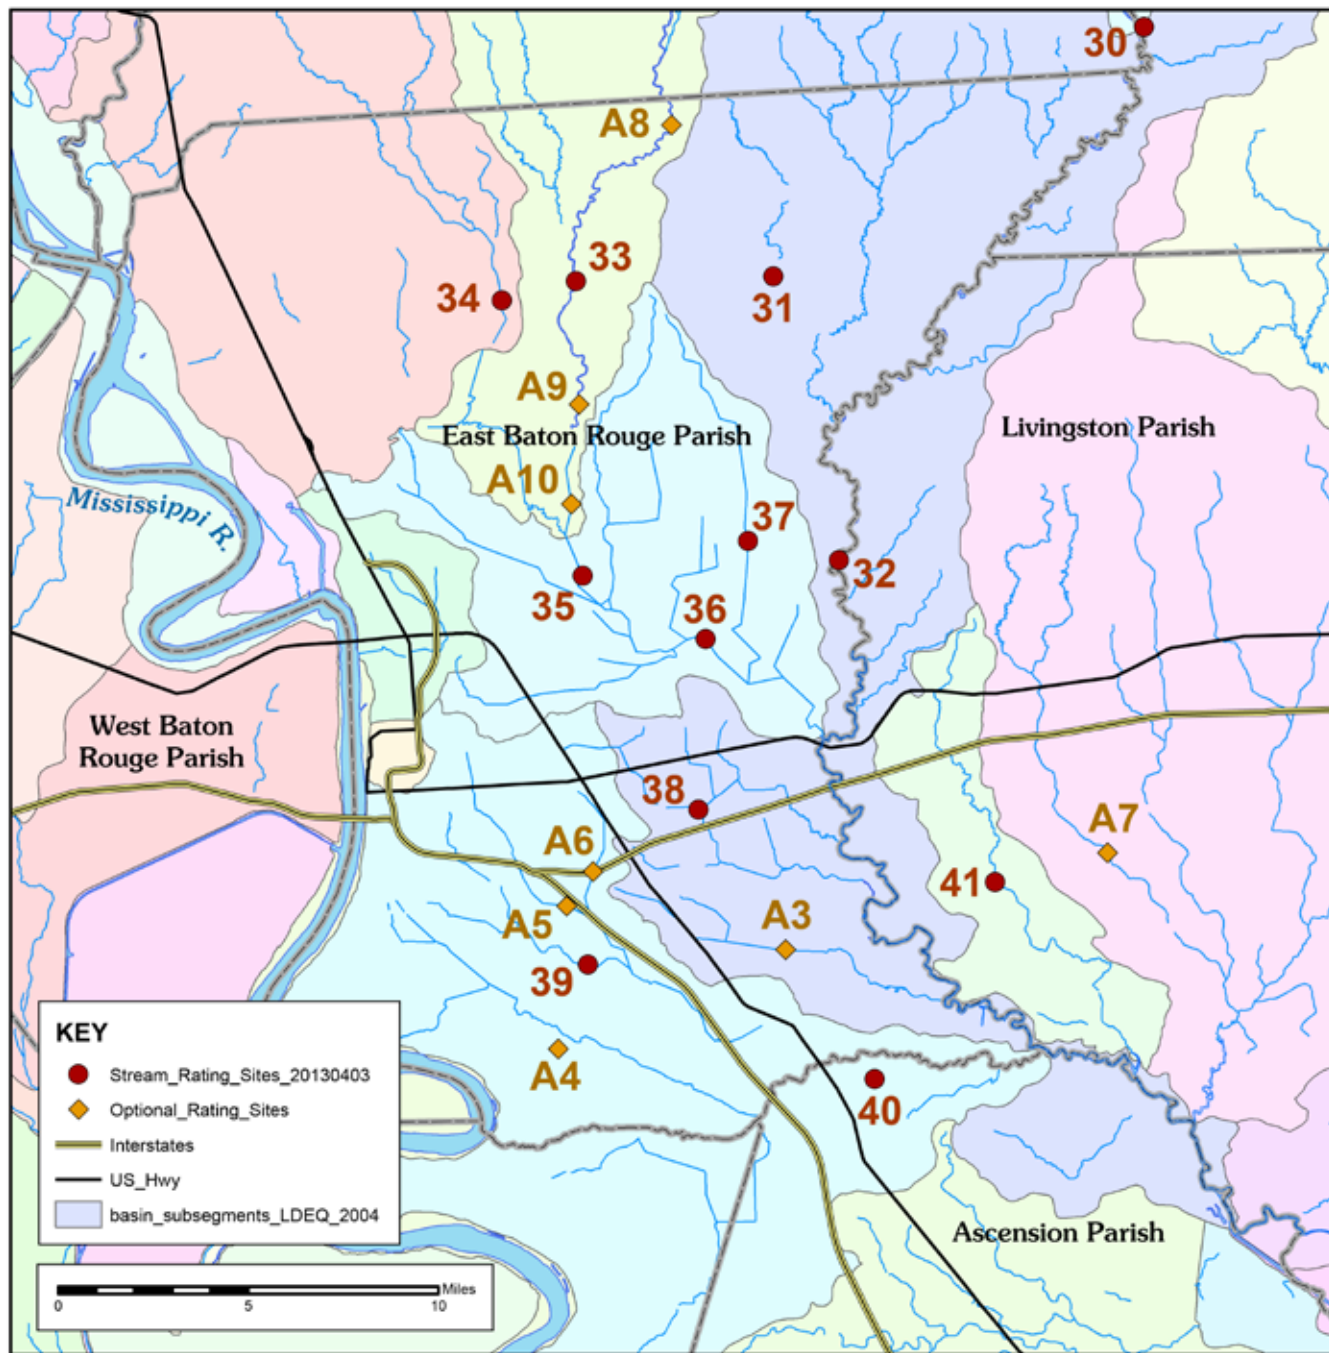 30
A8
33
34
31
A9
East Baton Rouge Parish
Livingston Parish
A10
Mississippi R.
37
32
35
36
West Baton
Rouge Parish
38
A6
A7
41
A5
A3
39
A4
40
Ascension Parish
KEY
Stream_Rating_Sites_20130403
Optional_Rating_Sites
Interstates
US_Hwy
basin_subsegments_LDEQ_2004
Miles
0 5 10